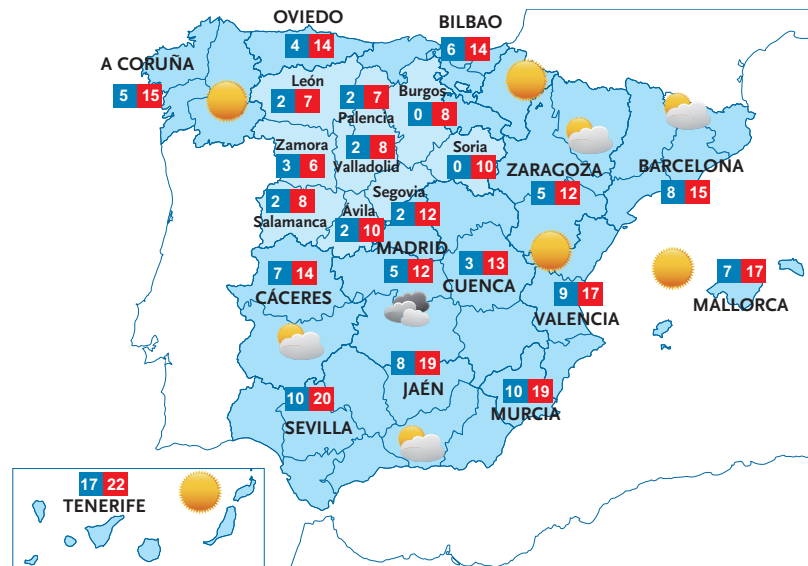 OVIEDO
4 14
BILBAO
6 14
A CORUÑA
5 15
León
2 7
2 7
Palencia
Burgos
0 8
Zamora
3 6
2 8
Valladolid
Soria
0 10
ZARAGOZA
5 12
BARCELONA
8 15
2 8
Salamanca
Segovia
2 12
Ávila
2 10
MADRID
5 12
3 13
CUENCA
7 14
CÁCERES
9 17
VALENCIA
7 17
MALLORCA
8 19
JAÉN
10 19
MURCIA
10 20
SEVILLA
17 22
TENERIFE